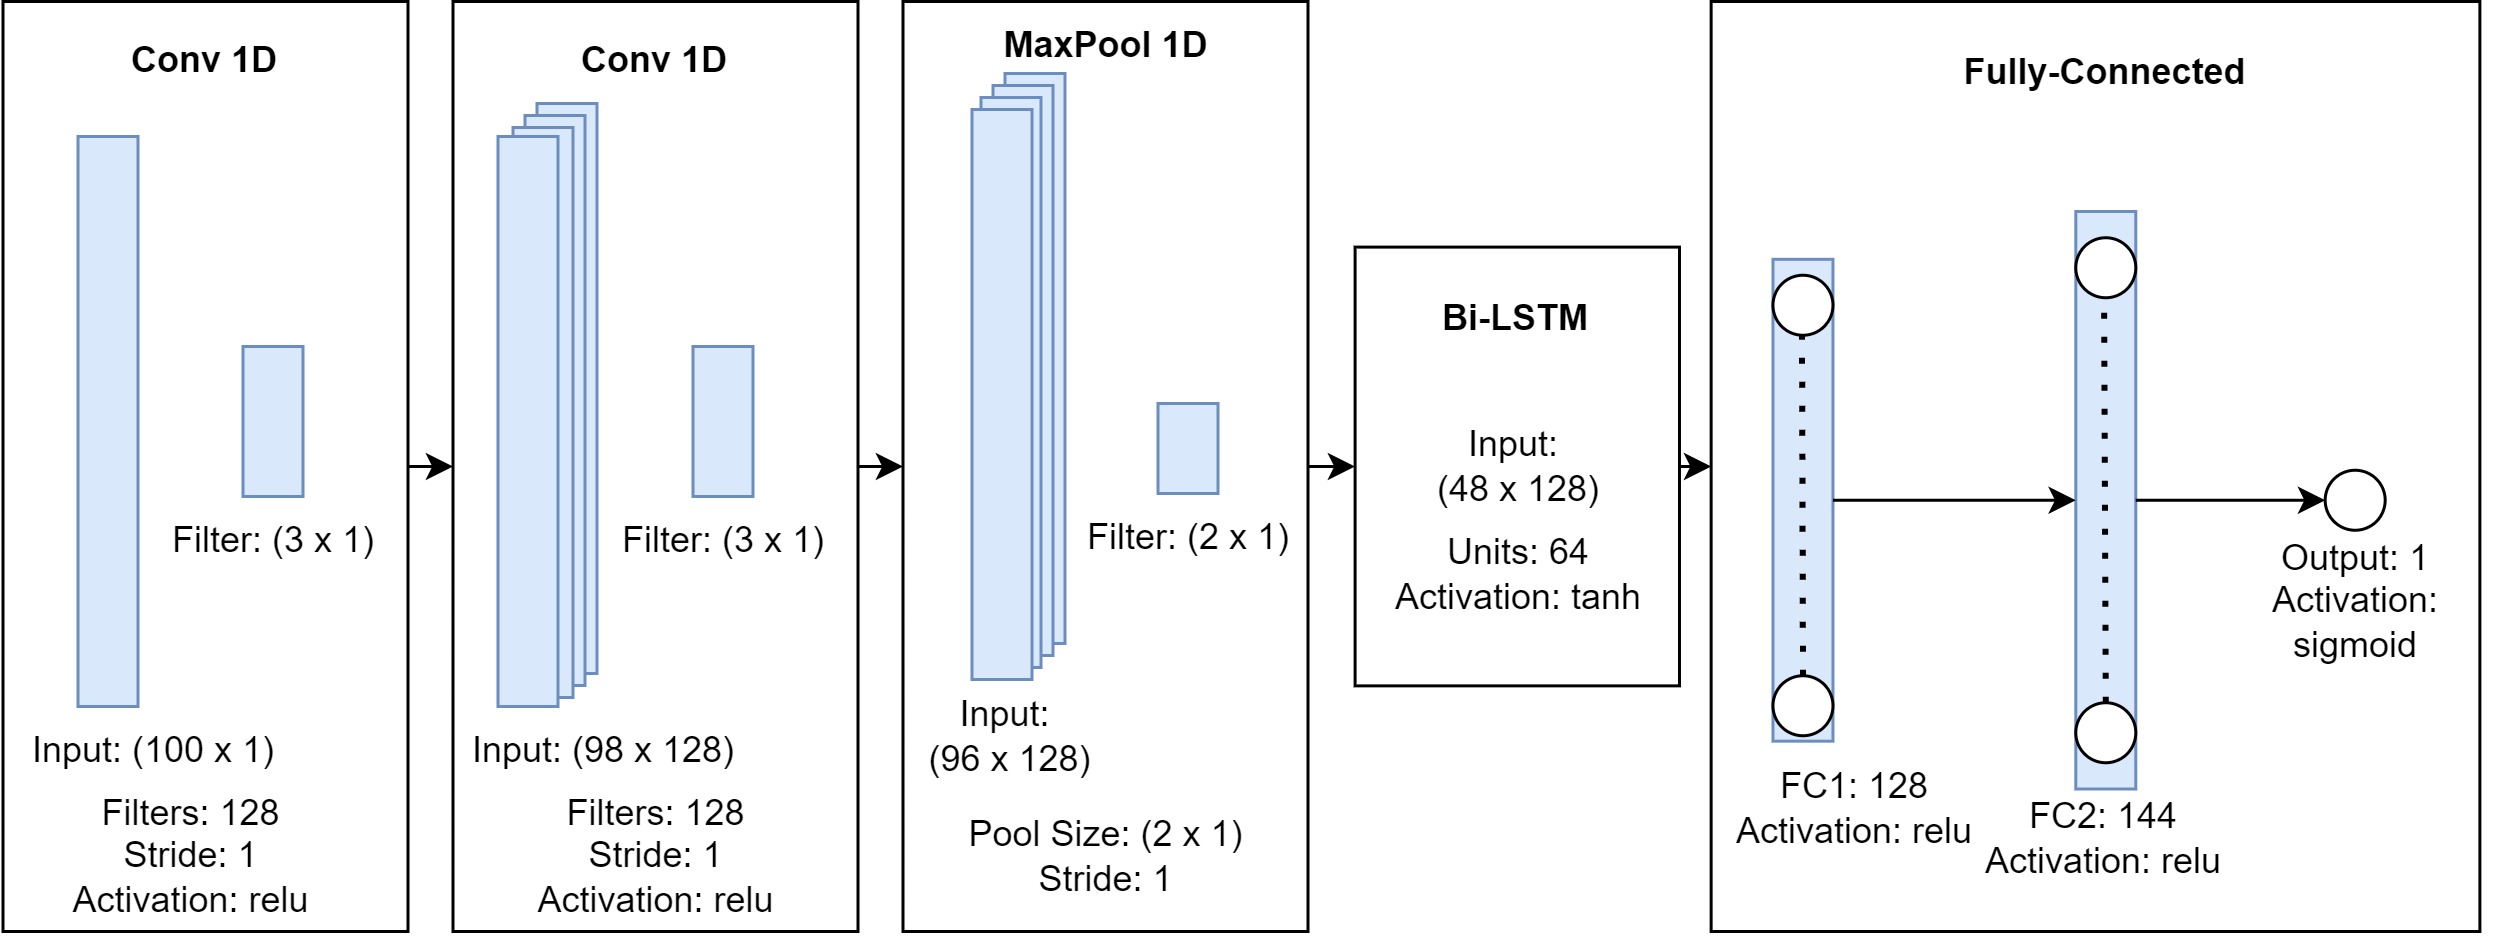 Conv 1D
Filter: (3 x 1)
Input: (100 x 1)
Filters: 128
Stride: 1
Activation: relu
Conv 1D
Filter: (3 x 1)
Input: (98 x 128)
Filters: 128
Stride: 1
Activation: relu
MaxPool 1D
Filter: (2 x 1)
Input:
(96 x 128)
Pool Size: (2 x 1)
Stride: 1
Bi-LSTM
Input:
(48 x 128)
Units: 64
Activation: tanh
Fully-Connected
FC1: 128
Activation: relu
FC2: 144
Activation: relu
Output: 1
Activation:
sigmoid